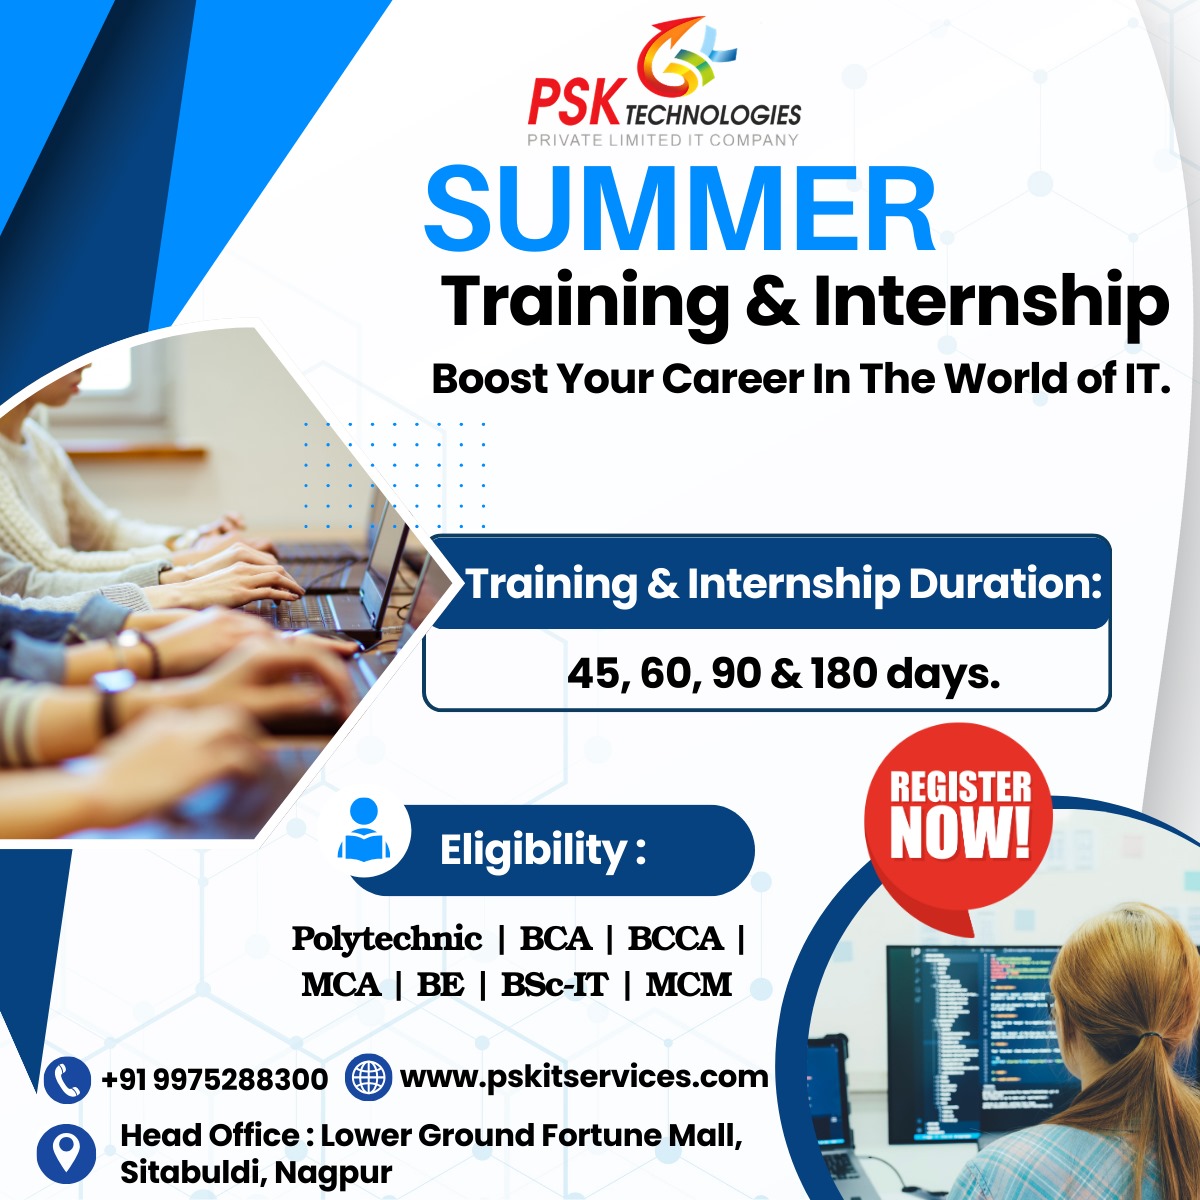 PSK TECHNOLOGIES
PRIVATE LIMITED IT COMPANY
SUMMER
Training & Internship
Boost Your Career In The World of IT.
Training & Internship Duration:
45, 60, 90 & 180 days.
REGISTER
NOW!
Eligibility :
Polytechnic | BCA | BCCA |
MCA | BE | BSc-IT | MCM
+91 9975288300
www.pskitservices.com
Head Office : Lower Ground Fortune Mall,
Sitabuldi, Nagpur